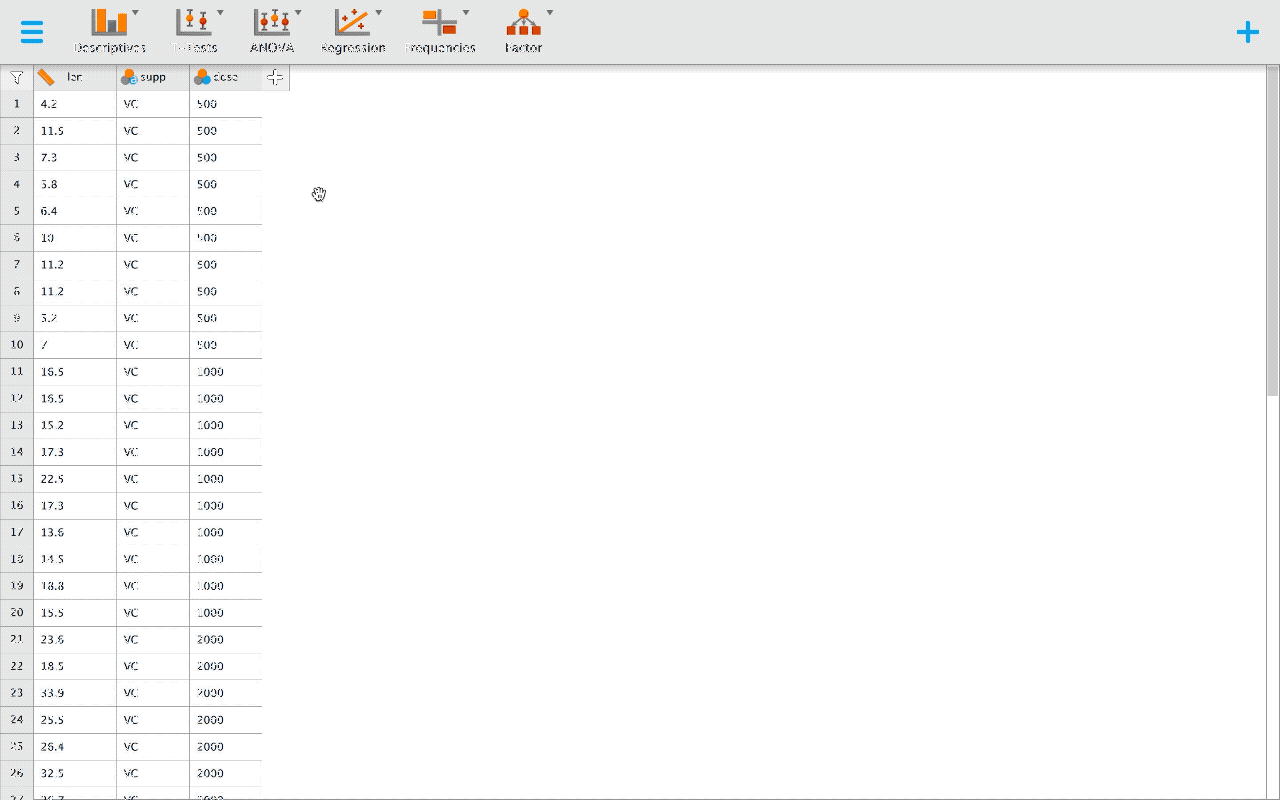 Descriptives T-Tests ANOVA Regression Frequencies Factor
len supp dose
1 4.2 VC 500
2 11.5 VC 500
3 7.3 VC 500
4 5.8 VC 500
5 6.4 VC 500
6 10 VC 500
7 11.2 VC 500
8 11.2 VC 500
9 5.2 VC 500
10 7 VC 500
11 16.5 VC 1000
12 16.5 VC 1000
13 15.2 VC 1000
14 17.3 VC 1000
15 22.5 VC 1000
16 17.3 VC 1000
17 13.6 VC 1000
18 14.5 VC 1000
19 18.8 VC 1000
20 15.5 VC 1000
21 23.6 VC 2000
22 18.5 VC 2000
23 33.9 VC 2000
24 25.5 VC 2000
25 26.4 VC 2000
26 32.5 VC 2000
27 VC 2000